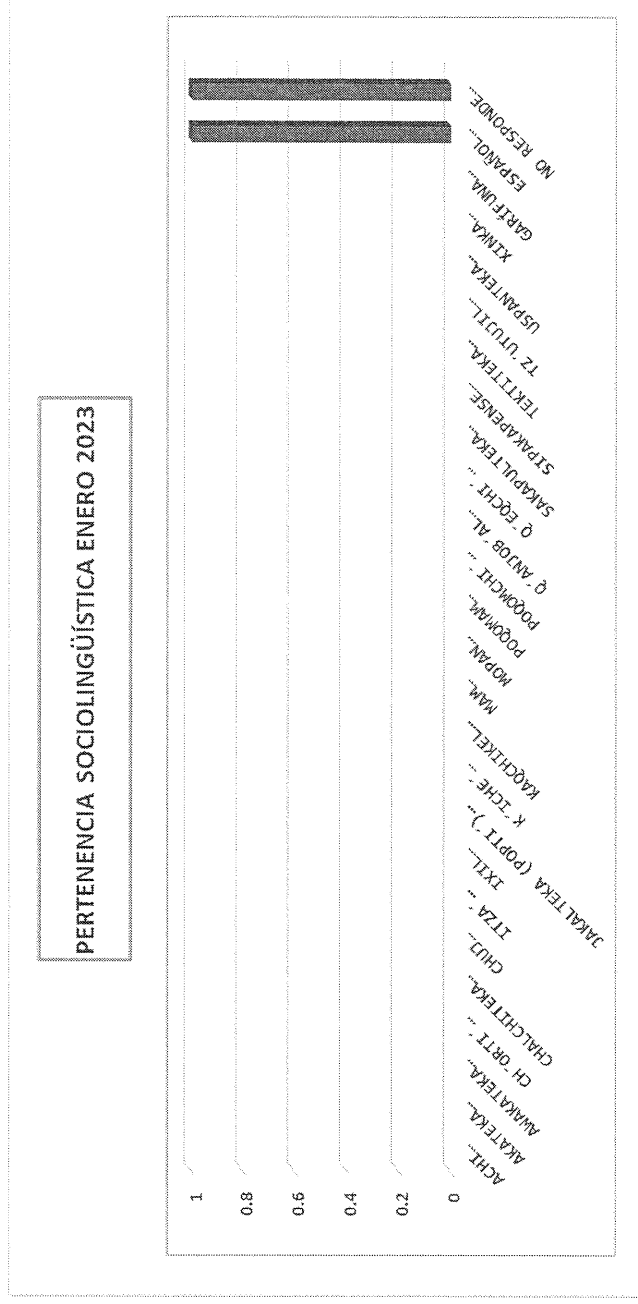 PERTENENCIA SOCIOLINGÜÍSTICA ENERO 2023
1
0.8
0.6
0.4
0.2
0
ACHI...
AKATEKA...
AWAKATEKA...
CH´ORTI´...
CHALCHITEKA...
CHUJ...
ITZA´...
IXIL...
JAKALTEKA (POPTI´)...
K´ICHE´...
KAQCHIKEL...
MAM...
MOPAN...
POQOMAM...
POQOMCHI´...
Q´ANJOB´AL...
Q´EQCHI´...
SAKAPULTEKA...
SIPAKAPENSE
TEKTITEKA...
TZ´UTUJIL...
USPANTEKA...
XINKA...
GARÍFUNA...
ESPAÑOL...
NO RESPONDE...